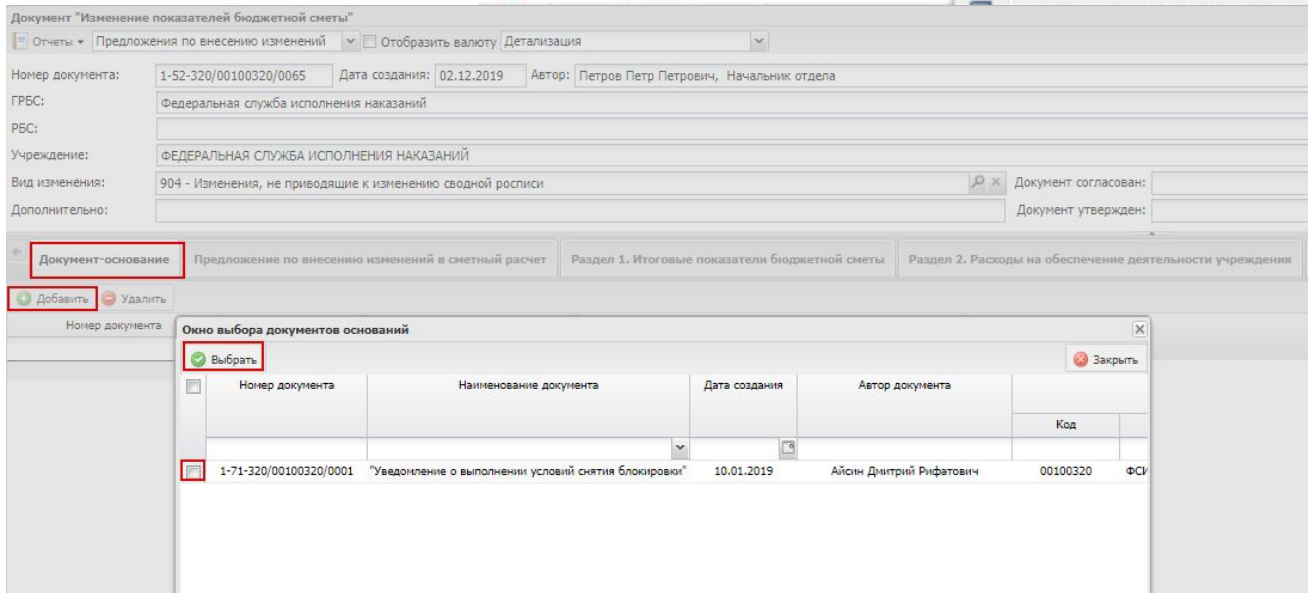 Документ "Изменение показателей бюджетной сметы"
Отчеты Предложения по внесению изменений Отобразить валюту Детализация
Номер документа: 1-52-320/00100320/0065 Дата создания: 02.12.2019 Автор: Петров Петр Петрович, Начальник отдела
ГРБС: Федеральная служба исполнения наказаний
РБС:
Учреждение: ФЕДЕРАЛЬНАЯ СЛУЖБА ИСПОЛНЕНИЯ НАКАЗАНИЙ
Вид изменения: 904 - Изменения, не приводящие к изменению сводной росписи Документ согласован:
Дополнительно: Документ утвержден:
Документ-основание Предложение по внесению изменений в сметный расчет Раздел 1. Итоговые показатели бюджетной сметы Раздел 2. Расходы на обеспечение деятельности учреждения
Добавить Удалить
Номер документа
Окно выбора документов оснований
Выбрать Закрыть
Номер документа Наименование документа Дата создания Автор документа
Код
1-71-320/00100320/0001 "Уведомление о выполнении условий снятия блокировки" 10.01.2019 Айсин Дмитрий Рифатович 00100320 ФСИ